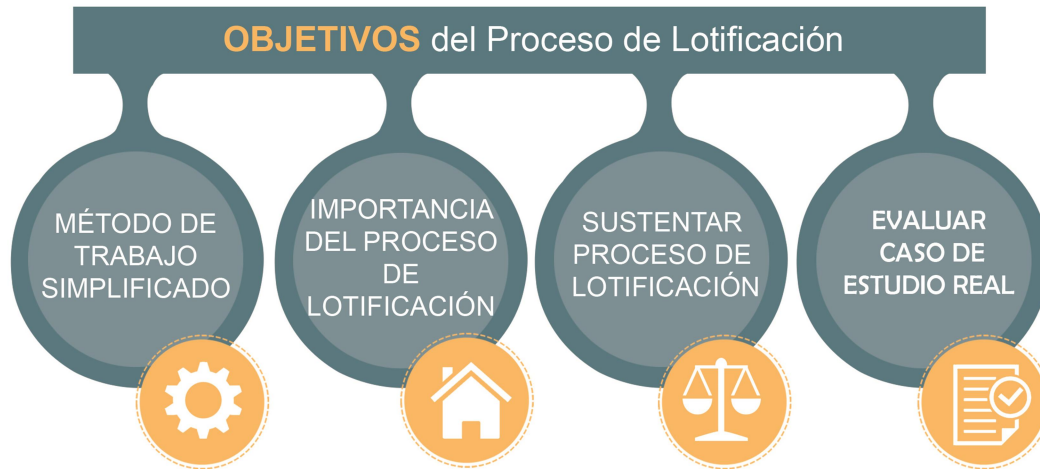 OBJETIVOS del Proceso de Lotificación
MÉTODO DE
TRABAJO
SIMPLIFICADO
IMPORTANCIA
DEL PROCESO
DE
LOTIFICACIÓN
SUSTENTAR
PROCESO DE
LOTIFICACIÓN
EVALUAR
CASO DE
ESTUDIO REAL